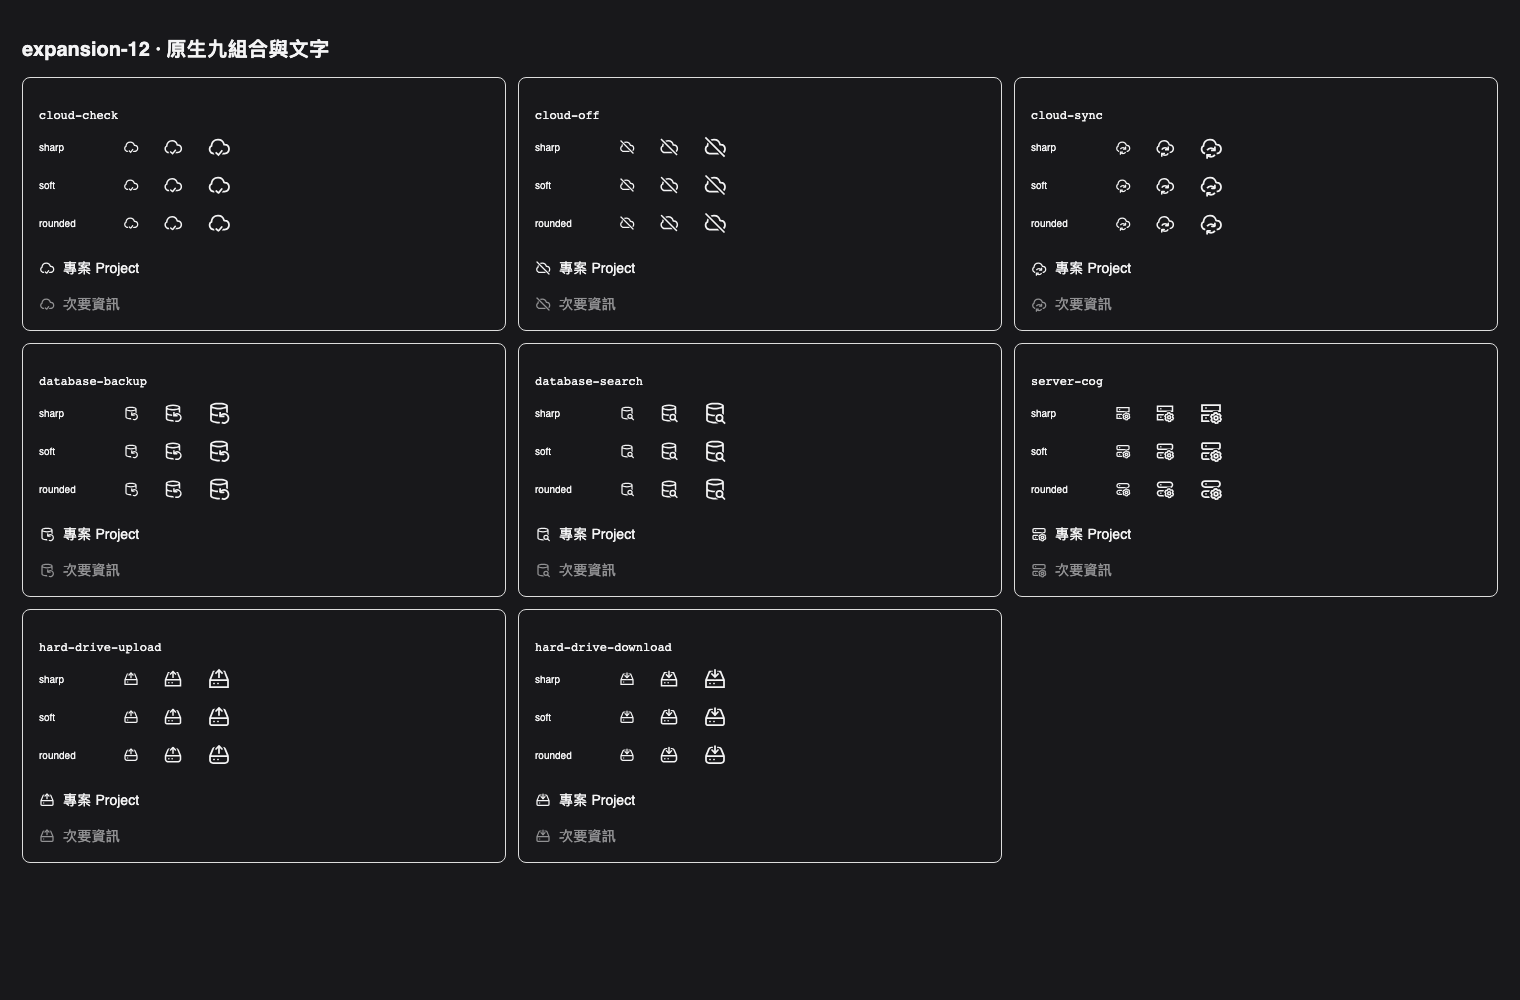 expansion-12 · 原生九組合與文字
cloud-check
sharp
soft
rounded
專案 Project
次要資訊
cloud-off
sharp
soft
rounded
專案 Project
次要資訊
cloud-sync
sharp
soft
rounded
專案 Project
次要資訊
database-backup
sharp
soft
rounded
專案 Project
次要資訊
database-search
sharp
soft
rounded
專案 Project
次要資訊
server-cog
sharp
soft
rounded
專案 Project
次要資訊
hard-drive-upload
sharp
soft
rounded
專案 Project
次要資訊
hard-drive-download
sharp
soft
rounded
專案 Project
次要資訊